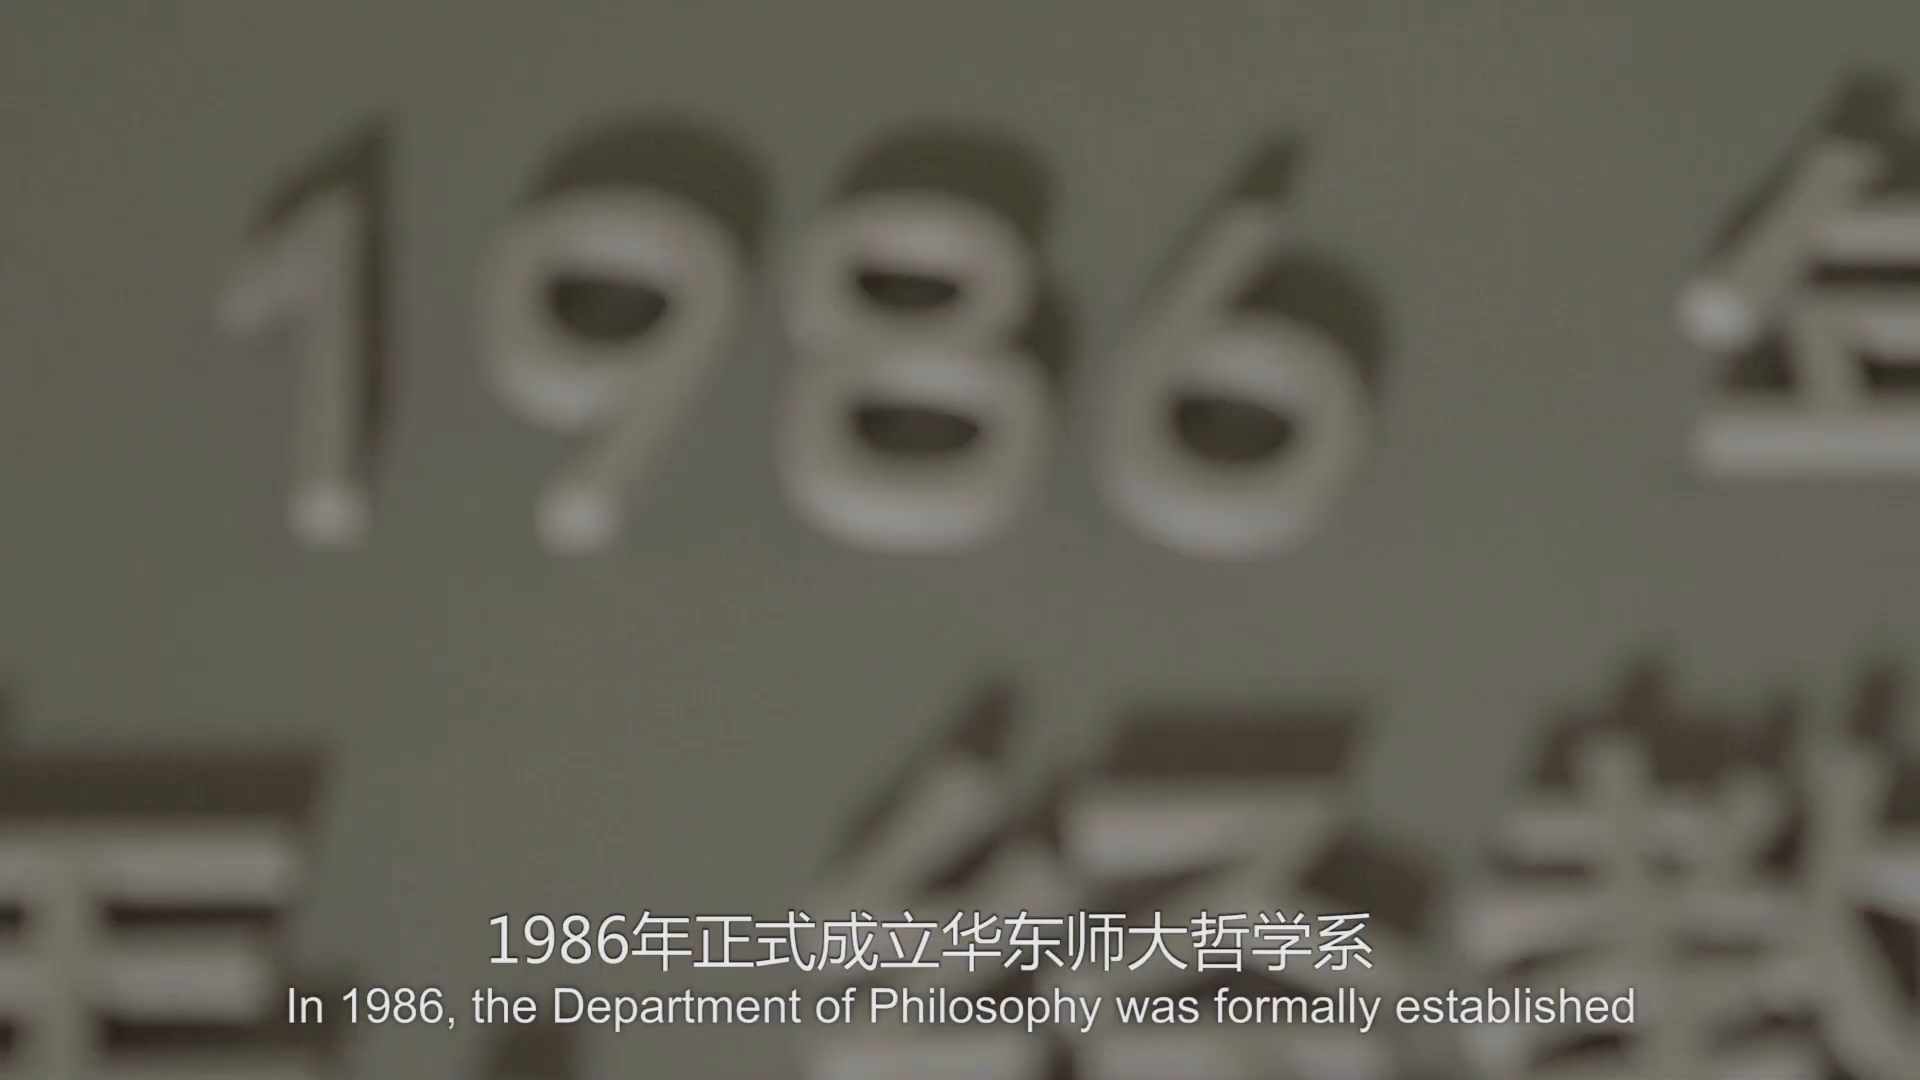 1986 年
1986年正式成立华东师大哲学系
In 1986, the Department of Philosophy was formally established